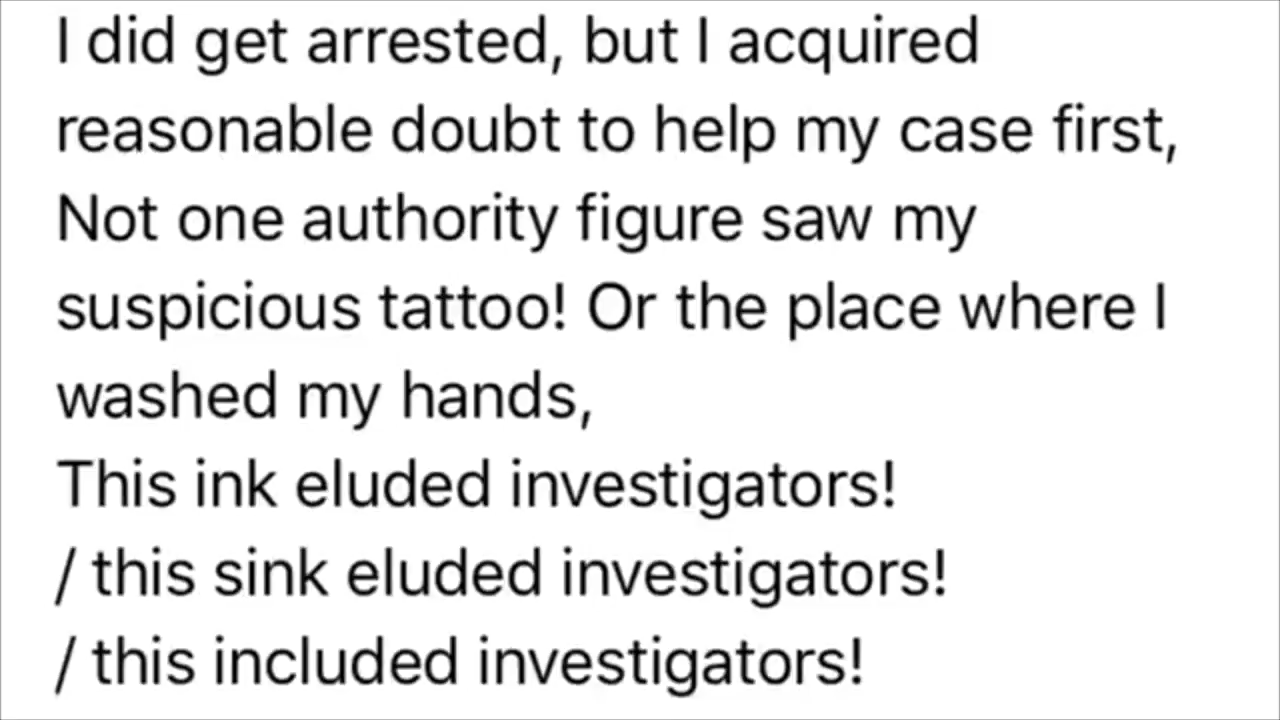 I did get arrested, but I acquired
reasonable doubt to help my case first,
Not one authority figure saw my
suspicious tattoo! Or the place where I
washed my hands,
This ink eluded investigators!
/ this sink eluded investigators!
/ this included investigators!